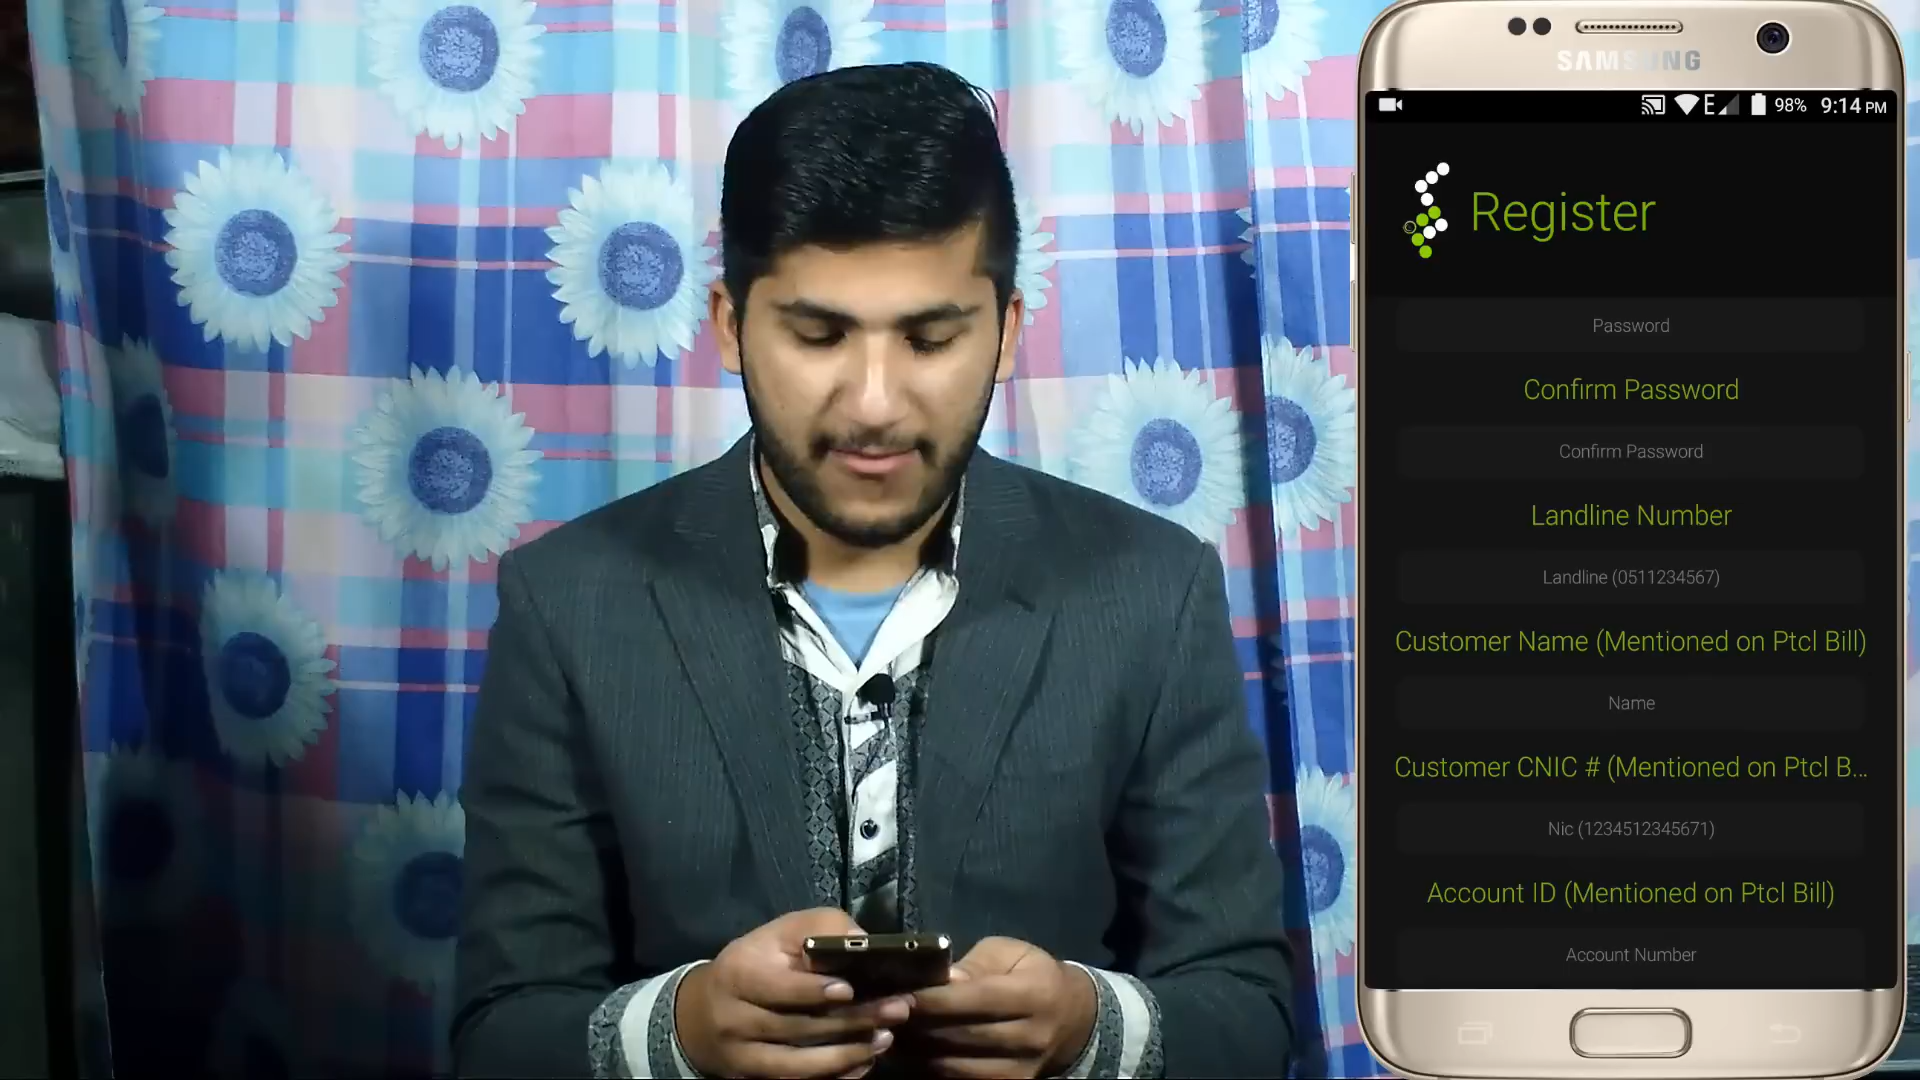 SAMSUNG
E 98% 9:14 PM
Register
Password
Confirm Password
Confirm Password
Landline Number
Landline (0511234567)
Customer Name (Mentioned on Ptcl Bill)
Name
Customer CNIC # (Mentioned on Ptcl B...
Nic (1234512345671)
Account ID (Mentioned on Ptcl Bill)
Account Number